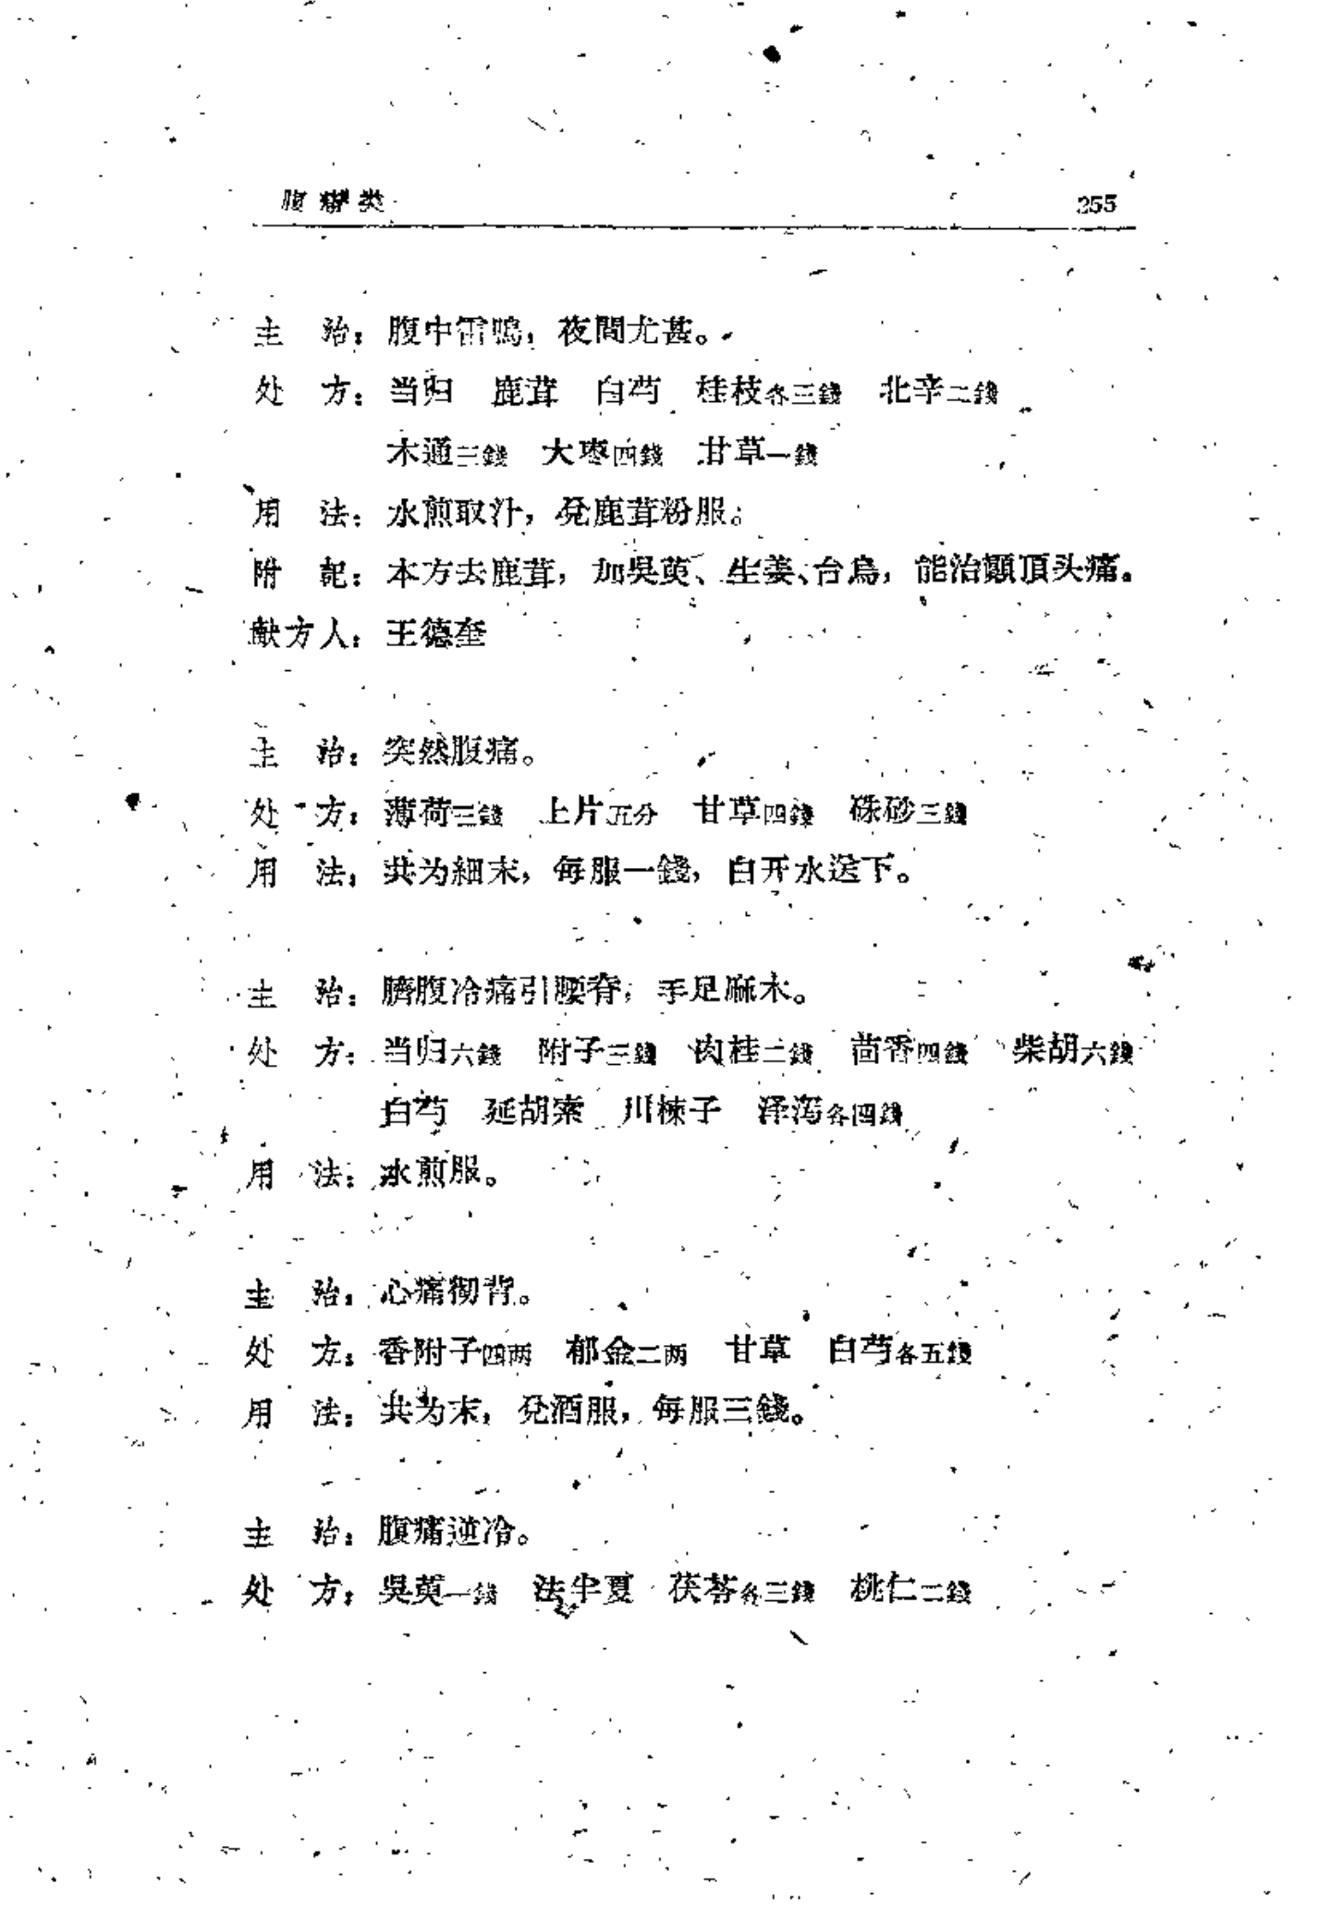 腹痛类 255
主 治：腹中雷鳴，夜間尤甚。
处 方：当归 鹿茸 白芍 桂枝各三錢 北辛二錢
木通三錢 大枣四錢 甘草一錢
用 法：水煎取汁，兌鹿茸粉服。
附 記：本方去鹿茸，加吳萸、生姜、台烏，能治顚頂头痛。
献方人：王德奎
主 治：突然腹痛。
处 方：薄荷三錢 上片五分 甘草四錢 硃砂三錢
用 法：共为細末，每服一錢，白开水送下。
主 治：臍腹冷痛引腰脊，手足麻木。
处 方：当归六錢 附子三錢 肉桂二錢 茴香四錢 柴胡六錢
白芍 延胡索 川楝子 泽泻各四錢
用 法：水煎服。
主 治：心痛彻背。
处 方：香附子四两 郁金二两 甘草 白芍各五錢
用 法：共为末，兌酒服，每服三錢。
主 治：腹痛逆冷。
处 方：吳萸一錢 法半夏 茯苓各三錢 桃仁二錢